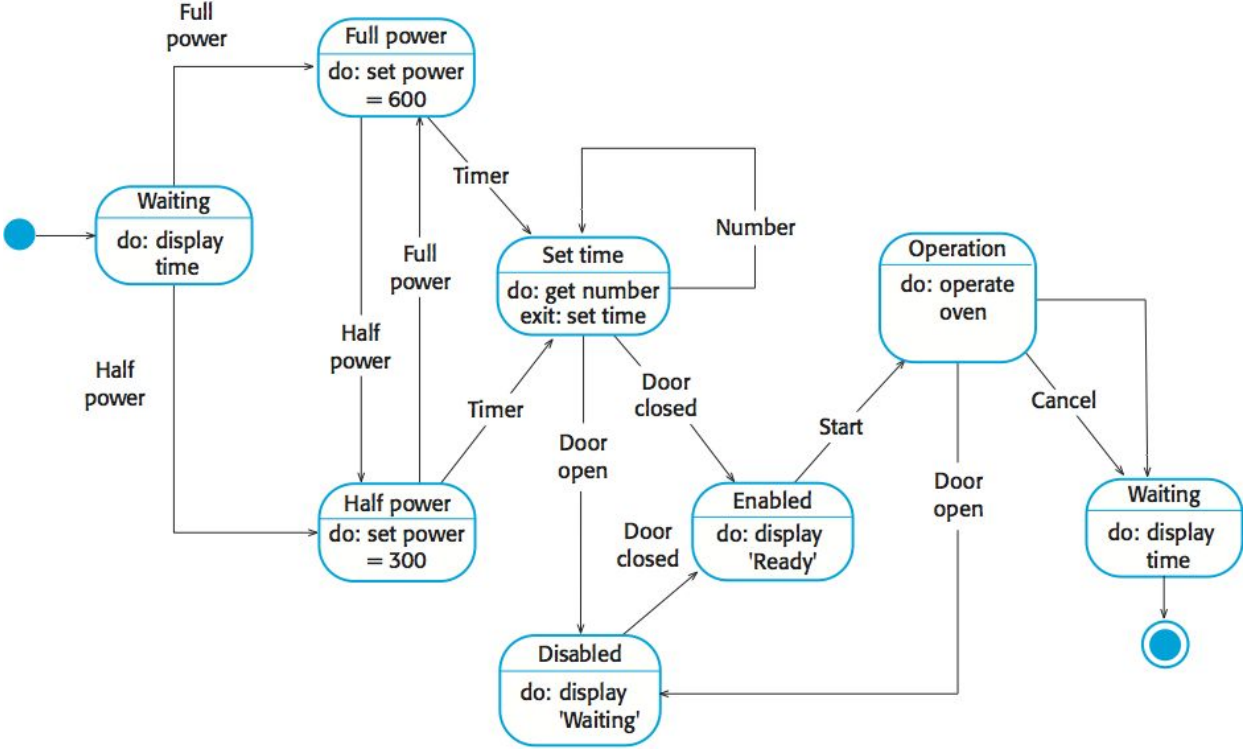 Full
power
Full power
do: set power
= 600
Timer
Waiting
do: display
time
Full
power
Number
Set time
do: get number
exit: set time
Operation
do: operate
oven
Half
power
Half
power
Timer
Door
closed
Door
open
Start
Cancel
Half power
do: set power
= 300
Door
closed
Enabled
do: display
'Ready'
Door
open
Waiting
do: display
time
Disabled
do: display
'Waiting'